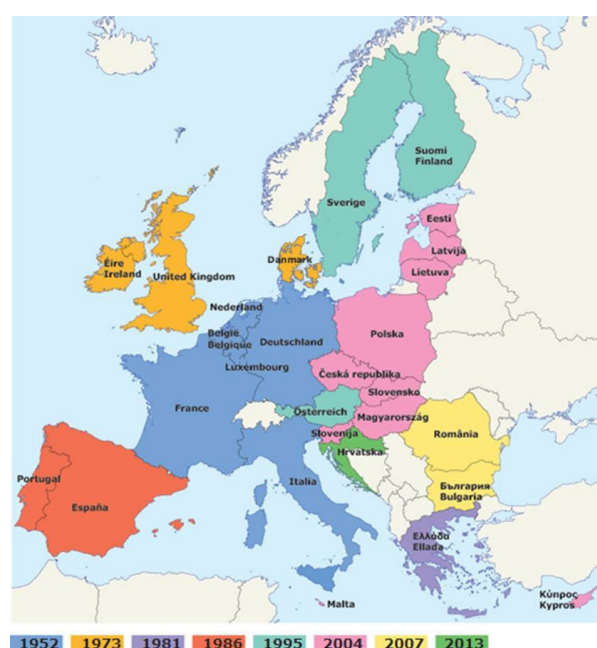 Suomi
Finland
Sverige
Eesti
Latvija
Lietuva
Danmark
Éire
Ireland
United Kingdom
Nederland
België
Belgique
Deutschland
Polska
Luxembourg
Česká republika
Slovensko
France
Österreich
Magyarország
Slovenija
România
Hrvatska
Portugal
España
Italia
България
Bulgaria
Ελλάδα
Ellada
Κύπρος
Kypros
Malta
1952 1973 1981 1986 1995 2004 2007 2013